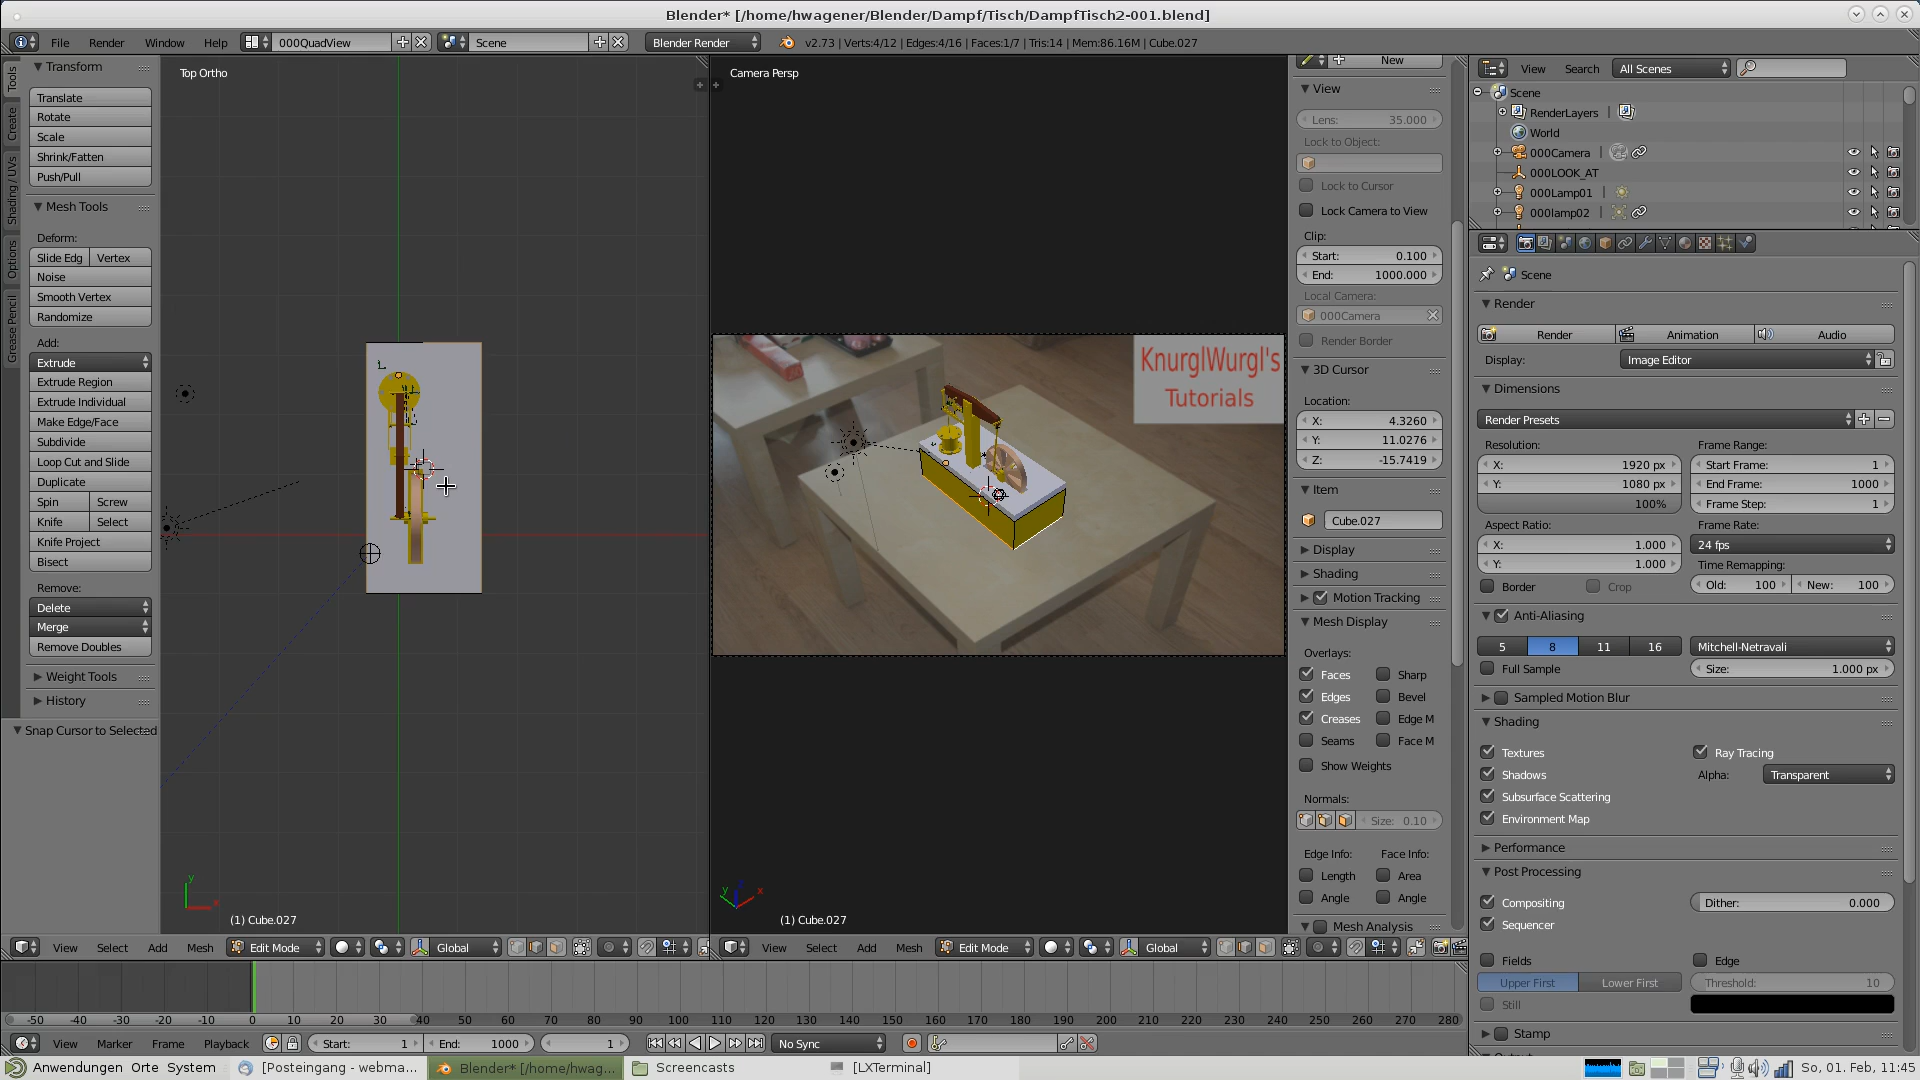 Blender* [/home/hwagener/Blender/Dampf/Tisch/DampfTisch2-001.blend]
File Render Window Help 000QuadView Scene Blender Render v2.73 | Verts:4/12 | Edges:4/16 | Faces:1/7 | Tris:14 | Mem:86.16M | Cube.027
Tools
Create
Shading / UVs
Options
Grease Pencil
Transform
Translate
Rotate
Scale
Shrink/Fatten
Push/Pull
Mesh Tools
Deform:
Slide Edg Vertex
Noise
Smooth Vertex
Randomize
Add:
Extrude
Extrude Region
Extrude Individual
Make Edge/Face
Subdivide
Loop Cut and Slide
Duplicate
Spin Screw
Knife Select
Knife Project
Bisect
Remove:
Delete
Merge
Remove Doubles
Weight Tools
History
Snap Cursor to Selected
Top Ortho
y
x
(1) Cube.027
View Select Add Mesh Edit Mode Global
Camera Persp
KnurglWurgl's
Tutorials
y x
(1) Cube.027
View Select Add Mesh Edit Mode Global
New
View
Lens: 35.000
Lock to Object:
Lock to Cursor
Lock Camera to View
Clip:
Start: 0.100
End: 1000.000
Local Camera:
000Camera
Render Border
3D Cursor
Location:
X: 4.3260
Y: 11.0276
Z: -15.7419
Item
Cube.027
Display
Shading
Motion Tracking
Mesh Display
Overlays:
Faces Sharp
Edges Bevel
Creases Edge M
Seams Face M
Show Weights
Normals:
Size: 0.10
Edge Info: Face Info:
Length Area
Angle Angle
Mesh Analysis
View Search All Scenes
Scene
RenderLayers |
World
000Camera |
000LOOK_AT
000Lamp01 |
000lamp02 |
Scene
Render
Render Animation Audio
Display: Image Editor
Dimensions
Render Presets
Resolution: Frame Range:
X: 1920 px Start Frame: 1
Y: 1080 px End Frame: 1000
100% Frame Step: 1
Aspect Ratio: Frame Rate:
X: 1.000 24 fps
Y: 1.000 Time Remapping:
Border Crop Old: 100 New: 100
Anti-Aliasing
5 8 11 16 Mitchell-Netravali
Full Sample Size: 1.000 px
Sampled Motion Blur
Shading
Textures Ray Tracing
Shadows Alpha: Transparent
Subsurface Scattering
Environment Map
Performance
Post Processing
Compositing Dither: 0.000
Sequencer
Fields Edge
Upper First Lower First Threshold: 10
Still
Stamp
-50 -40 -30 -20 -10 0 10 20 30 40 50 60 70 80 90 100 110 120 130 140 150 160 170 180 190 200 210 220 230 240 250 260 270 280
View Marker Frame Playback Start: 1 End: 1000 1 No Sync
Anwendungen Orte System [Posteingang - webma... Blender* [/home/hwag... Screencasts [LXTerminal] So, 01. Feb, 11:45